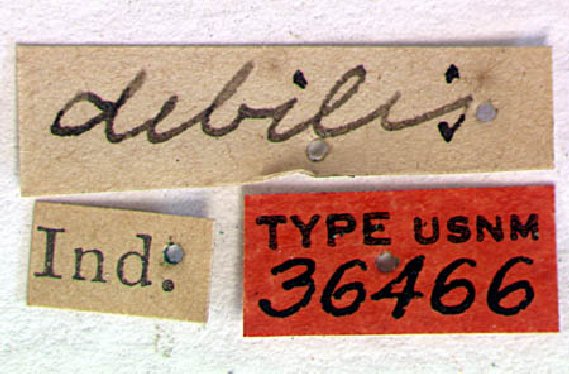 debilis
Ind.
TYPE USNM
36466